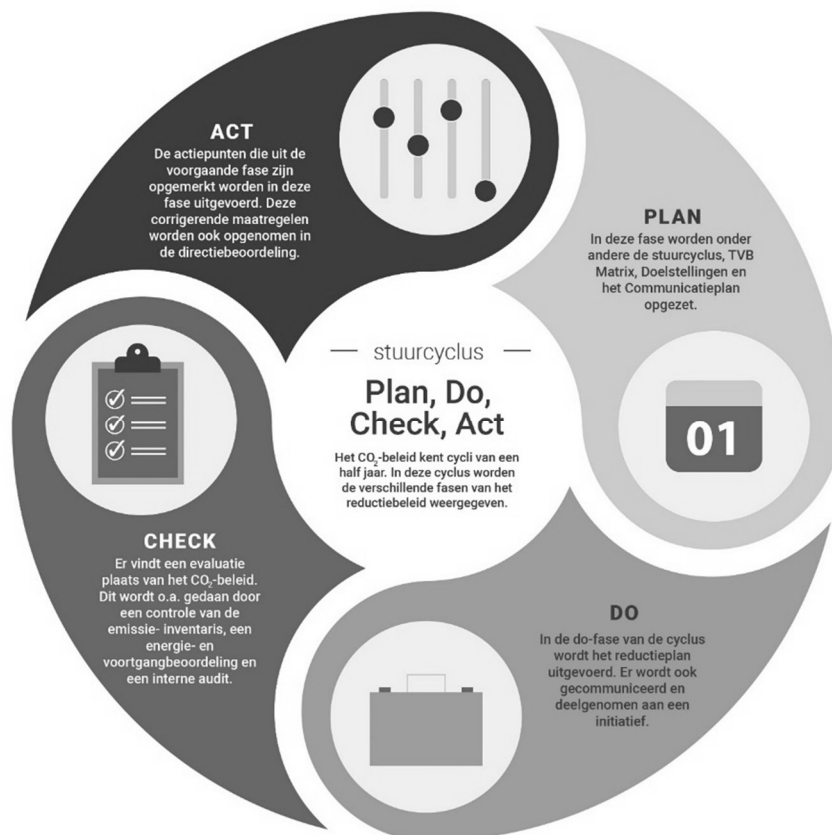 stuurcyclus
Plan, Do,
Check, Act
Het CO₂-beleid kent cycli van een
half jaar. In deze cyclus worden
de verschillende fasen van het
reductiebeleid weergegeven.
PLAN
In deze fase worden onder
andere de stuurcyclus, TVB
Matrix, Doelstellingen en
het Communicatieplan
opgezet.
01
DO
In de do-fase van de cyclus
wordt het reductieplan
uitgevoerd. Er wordt ook
gecommuniceerd en
deelgenomen aan een
initiatief.
CHECK
Er vindt een evaluatie
plaats van het CO₂-beleid.
Dit wordt o.a. gedaan door
een controle van de
emissie- inventaris, een
energie- en
voortgangbeoordeling en
een interne audit.
ACT
De actiepunten die uit de
voorgaande fase zijn
opgemerkt worden in deze
fase uitgevoerd. Deze
corrigerende maatregelen
worden ook opgenomen in
de directiebeoordeling.